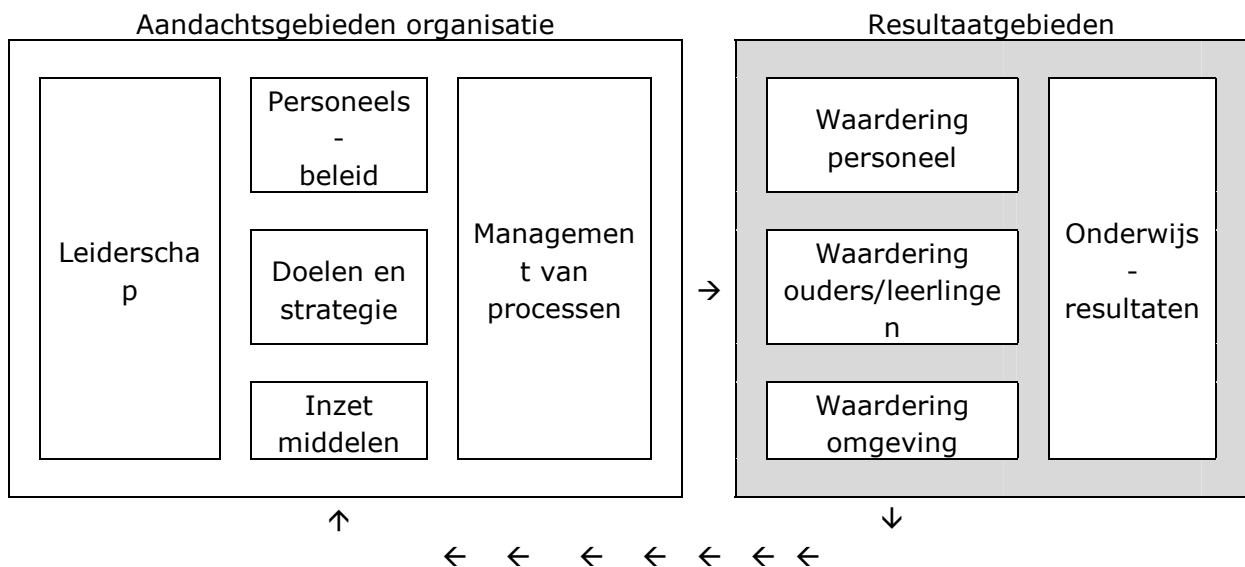 Aandachtsgebieden organisatie
Resultaatgebieden
Leiderscha
p
Personeels
-
beleid
Doelen en
strategie
Inzet
middelen
Managemen
t van
processen
→
Waardering
personeel
Waardering
ouders/leerlinge
n
Waardering
omgeving
Onderwijs
-
resultaten
↑ ↓
← ← ← ← ← ← ←